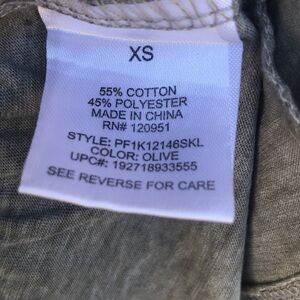 XS
55% COTTON
45% POLYESTER
MADE IN CHINA
RN# 120951
STYLE: PF1K12146SKL
COLOR: OLIVE
UPC#: 192718933555
SEE REVERSE FOR CARE